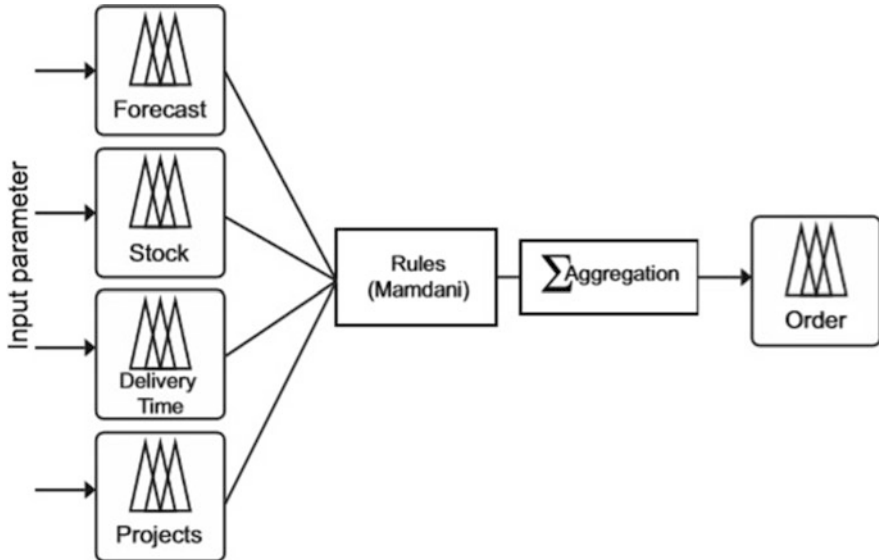 Input parameter
Forecast
Stock
Delivery
Time
Projects
Rules
(Mamdani)
∑Aggregation
Order